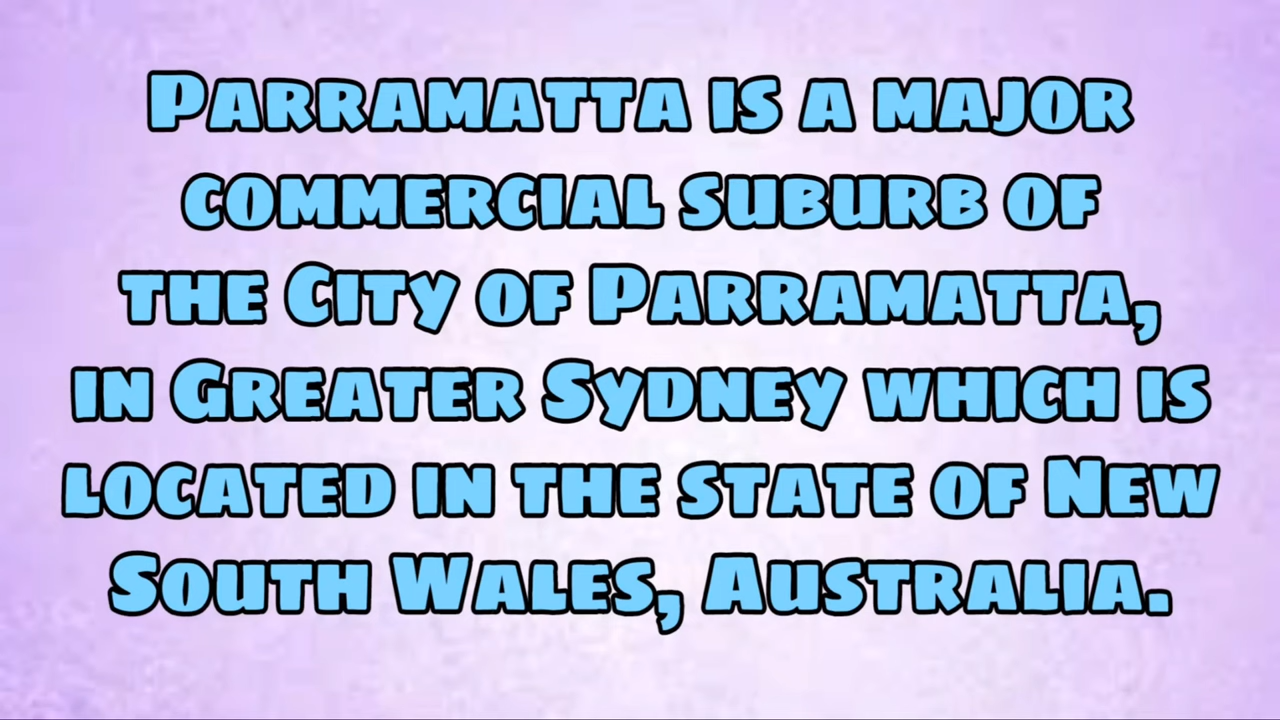 Parramatta is a major
commercial suburb of
the City of Parramatta,
in Greater Sydney which is
located in the state of New
South Wales, Australia.